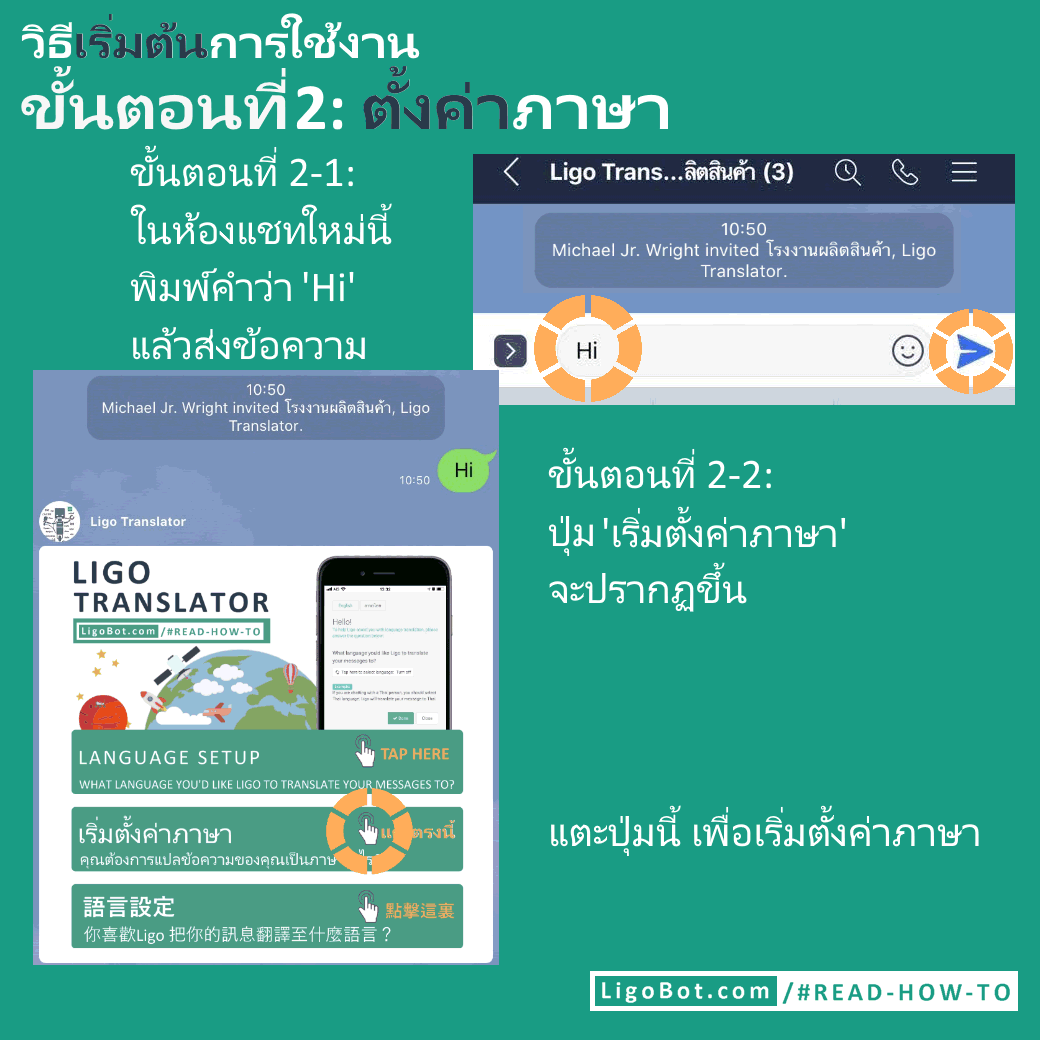 วิธีเริ่มต้นการใช้งาน
ขั้นตอนที่ 2: ตั้งค่าภาษา
ขั้นตอนที่ 2-1:
ในห้องแชทใหม่นี้
พิมพ์คำว่า 'Hi'
แล้วส่งข้อความ
Ligo Trans...ลิตสินค้า (3)
10:50
Michael Jr. Wright invited โรงงานผลิตสินค้า, Ligo
Translator.
Hi
10:50
Michael Jr. Wright invited โรงงานผลิตสินค้า, Ligo
Translator.
Hi
10:50
Ligo Translator
LIGO
TRANSLATOR
LigoBot.com /#READ-HOW-TO
English
Hello!
What language you'd like Ligo to translate
your messages to?
LANGUAGE SETUP
TAP HERE
WHAT LANGUAGE YOU'D LIKE LIGO TO TRANSLATE YOUR MESSAGES TO?
เริ่มตั้งค่าภาษา
ตรงนี้
คุณต้องการแปลข้อความของคุณเป็นภาษ
語言設定
點擊這裏
你喜歡Ligo 把你的訊息翻譯至什麼語言？
ขั้นตอนที่ 2-2:
ปุ่ม 'เริ่มตั้งค่าภาษา'
จะปรากฏขึ้น
แตะปุ่มนี้ เพื่อเริ่มตั้งค่าภาษา
LigoBot.com /#READ-HOW-TO